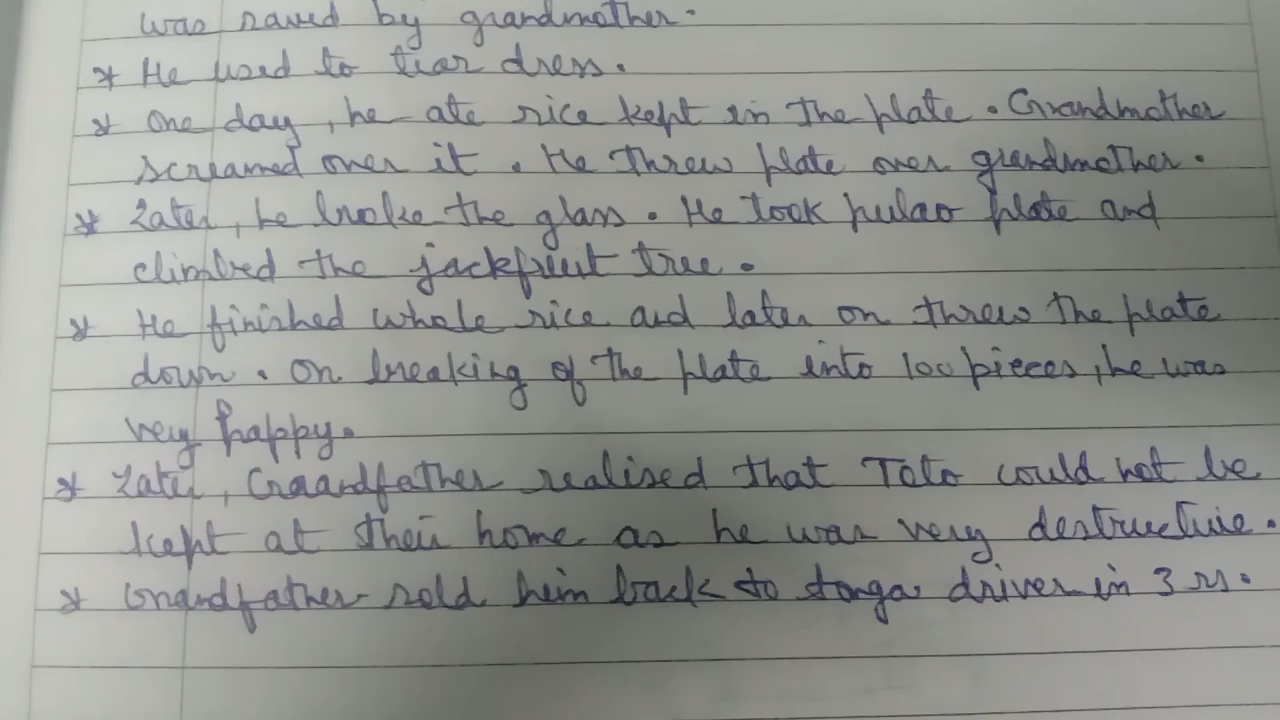 was saved by grandmother.
* He used to tear dress.
* One day, he ate rice kept in the plate. Grandmother
screamed over it. He threw plate over grandmother.
* Later, he broke the glass. He took pulao plate and
climbed the jackfruit tree.
* He finished whole rice and later on threw the plate
down. On breaking of the plate into 100 pieces, he was
very happy.
* Later, Graandfather realised that Toto could not be
kept at their home as he was very destructive.
* Grandfather sold him back to tonga driver in 3 rs.